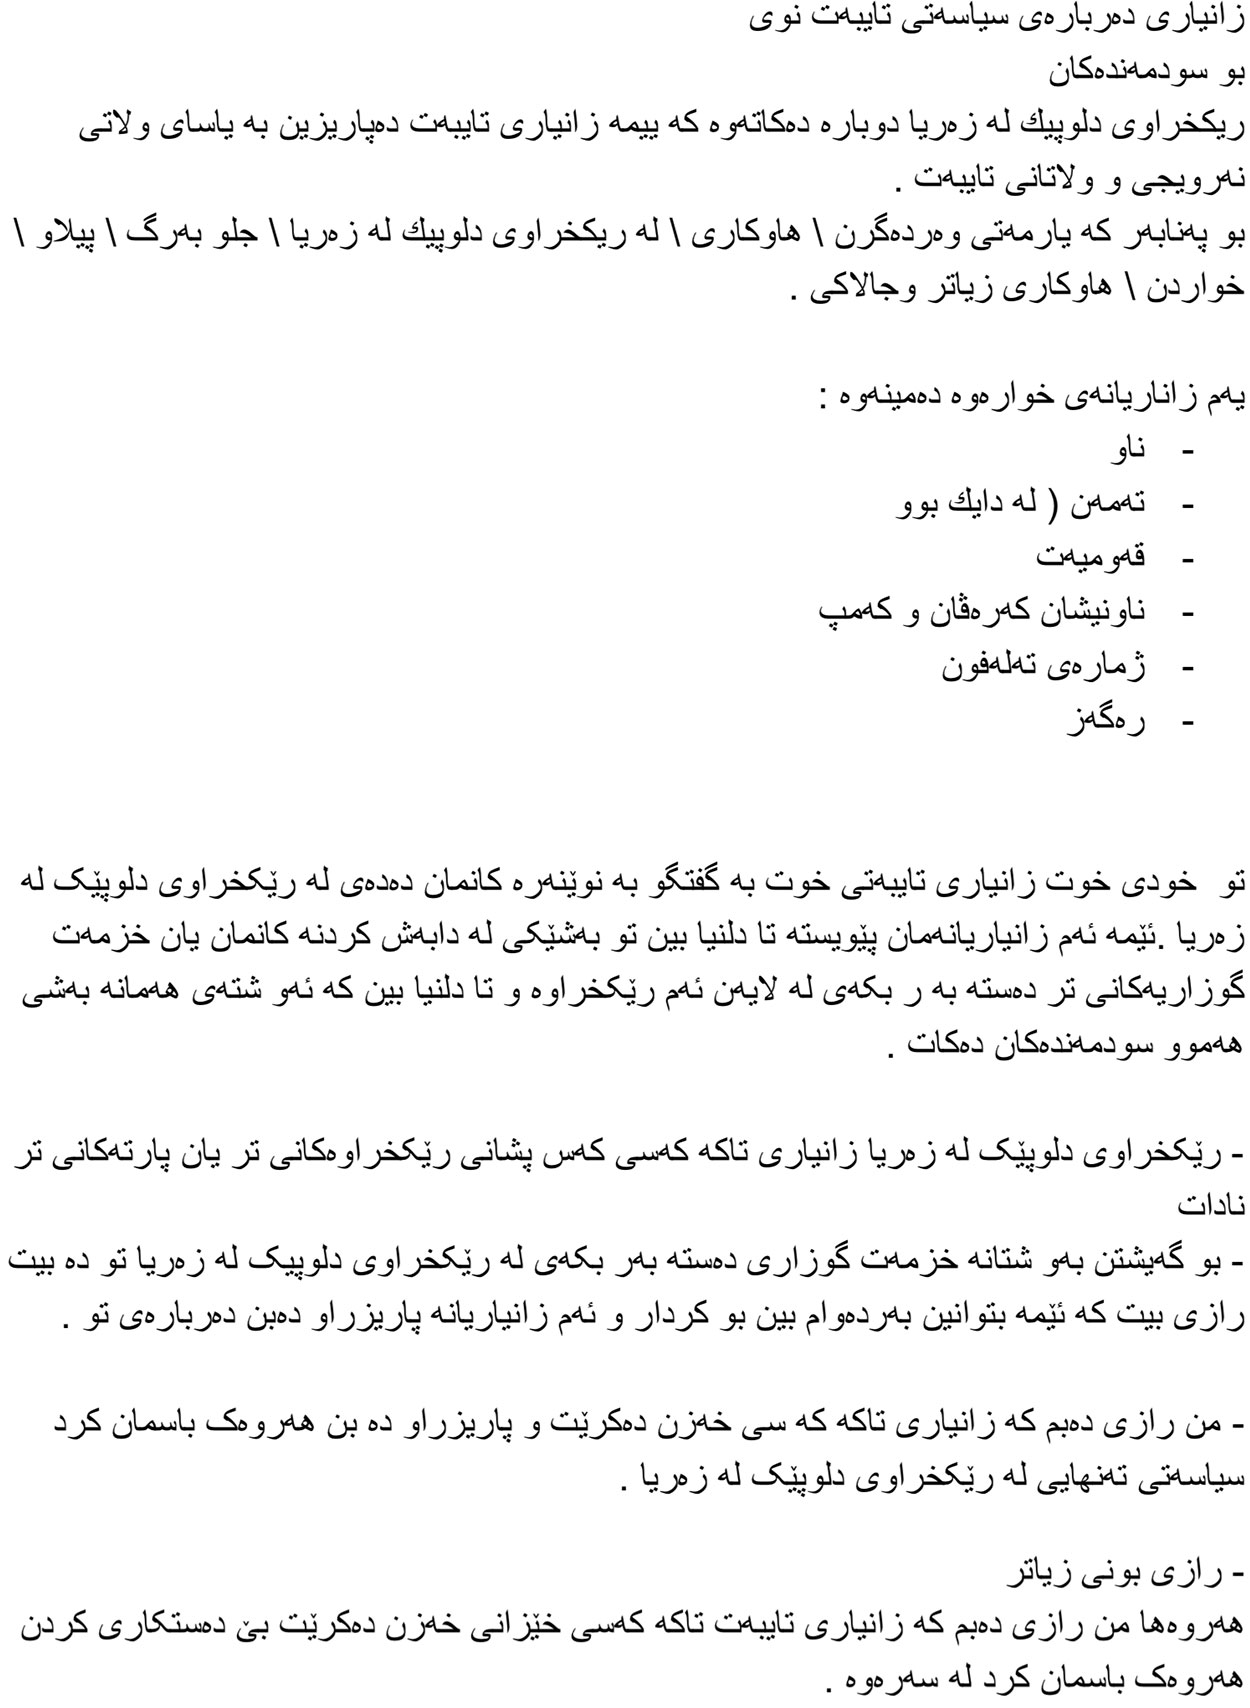 زانیاری دەربارەی سیاسەتی تایبەت نوی
بو سودمەندەکان
ریکخراوی دلوپیك لە زەریا دوبارە دەکاتەوە کە ییمە زانیاری تایبەت دەپاریزین بە یاسای ولاتی
نەرویجی و ولاتانی تایبەت .
بو پەنابەر کە یارمەتی وەردەگرن \ هاوکاری \ لە ریکخراوی دلوپیك لە زەریا \ جلو بەرگ \ پیلاو \
خواردن \ هاوکاری زیاتر وجالاکی .
یەم زاناریانەی خوارەوە دەمینەوە :
- ناو
- تەمەن ( لە دایك بوو
- قەومیەت
- ناونیشان کەرەڤان و کەمپ
- ژمارەی تەلەفون
- رەگەز
تو خودی خوت زانیاری تایبەتی خوت بە گفتگو بە نوێنەرە کانمان دەدەی لە رێکخراوی دلوپێک لە
زەریا .ئێمە ئەم زانیاریانەمان پێویستە تا دلنیا بین تو بەشێکی لە دابەش کردنە کانمان یان خزمەت
گوزاریەکانی تر دەستە بە ر بکەی لە لایەن ئەم رێکخراوە و تا دلنیا بین کە ئەو شتەی هەمانە بەشی
هەموو سودمەندەکان دەکات .
- رێکخراوی دلوپێک لە زەریا زانیاری تاکە کەسی کەس پشانی رێکخراوەکانی تر یان پارتەکانی تر
نادات
- بو گەیشتن بەو شتانە خزمەت گوزاری دەستە بەر بکەی لە رێکخراوی دلوپیک لە زەریا تو دە بیت
رازی بیت کە ئێمە بتوانین بەردەوام بین بو کردار و ئەم زانیاریانە پاریزراو دەبن دەربارەی تو .
- من رازی دەبم کە زانیاری تاکە کە سی خەزن دەکرێت و پاریزراو دە بن هەروەک باسمان کرد
سیاسەتی تەنهایی لە رێکخراوی دلوپێک لە زەریا .
- رازی بونی زیاتر
هەروەها من رازی دەبم کە زانیاری تایبەت تاکە کەسی خێزانی خەزن دەکرێت بێ دەستکاری کردن
هەروەک باسمان کرد لە سەرەوە .